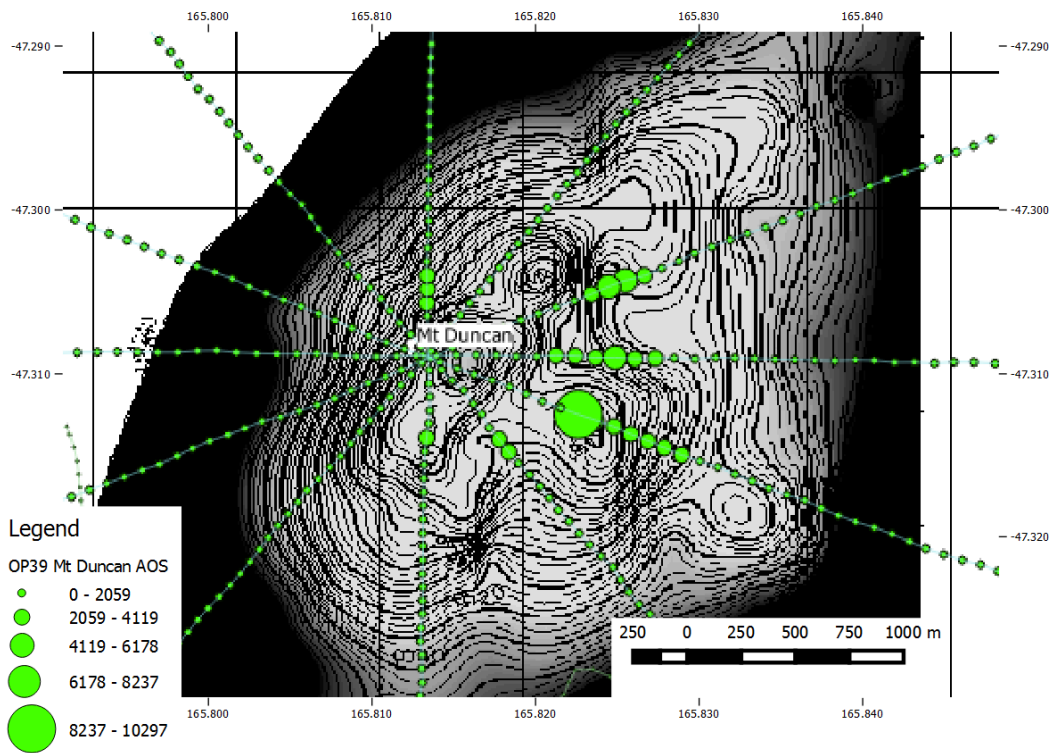 165.800 165.810 165.820 165.830 165.840
-47.290 -47.290
-47.300 -47.300
Mt Duncan
-47.310 -47.310
Legend
OP39 Mt Duncan AOS
-47.320
0 - 2059
2059 - 4119
4119 - 6178
6178 - 8237
8237 - 10297
250 0 250 500 750 1000 m
165.800 165.810 165.820 165.830 165.840